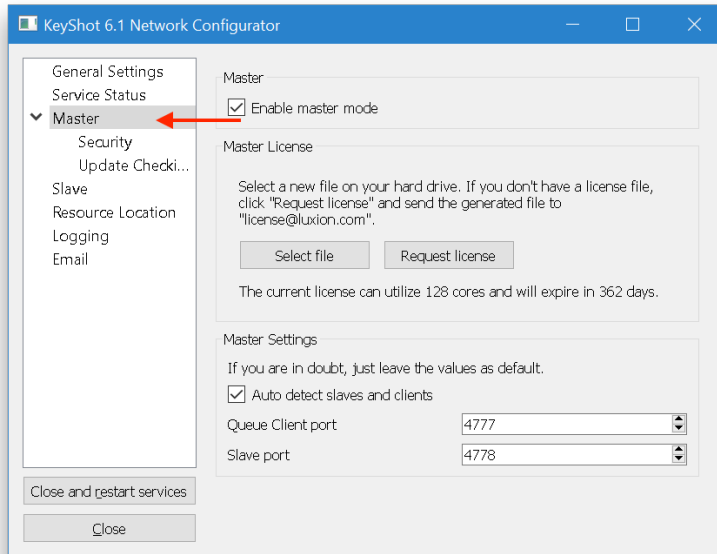 KeyShot 6.1 Network Configurator
General Settings
Service Status
Master
Security
Update Checki...
Slave
Resource Location
Logging
Email
Close and restart services
Close
Master
Enable master mode
Master License
Select a new file on your hard drive. If you don't have a license file,
click "Request license" and send the generated file to
"license@luxion.com".
Select file
Request license
The current license can utilize 128 cores and will expire in 362 days.
Master Settings
If you are in doubt, just leave the values as default.
Auto detect slaves and clients
Queue Client port
4777
Slave port
4778